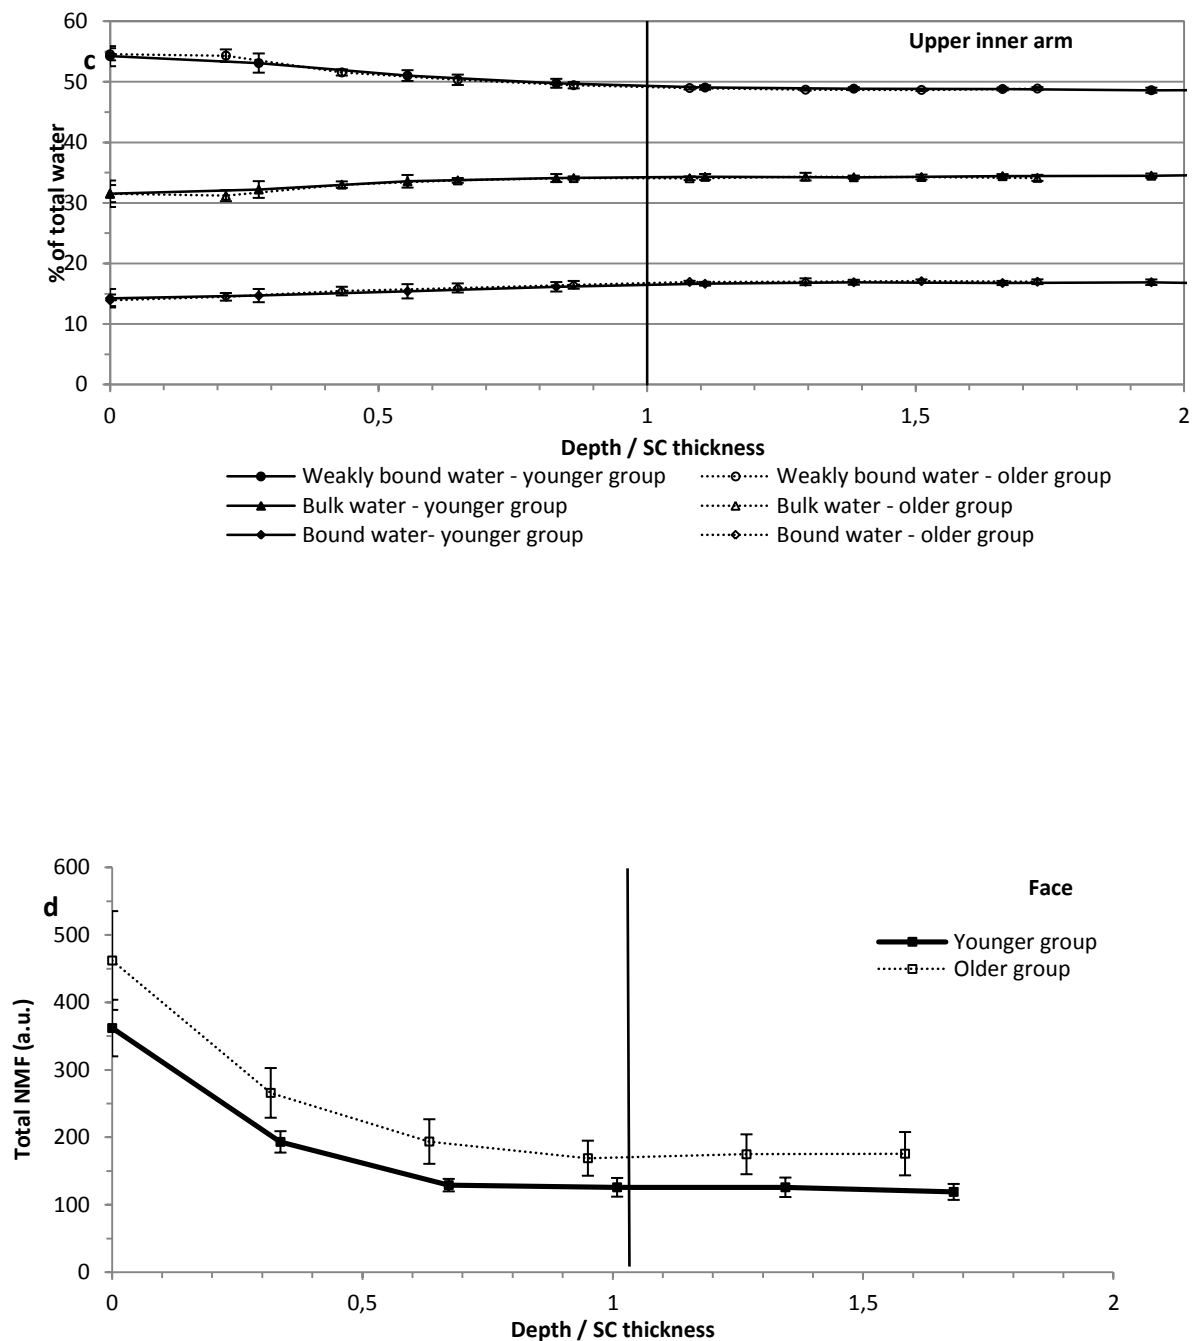 60
Upper inner arm
c
50
40
30
20
10
0
% of total water
0 0,5 1 1,5 2
Depth / SC thickness
Weakly bound water - younger group Weakly bound water - older group
Bulk water - younger group Bulk water - older group
Bound water- younger group Bound water - older group
600
Face
d
500
Younger group
Older group
400
300
200
100
0
Total NMF (a.u.)
0 0,5 1 1,5 2
Depth / SC thickness